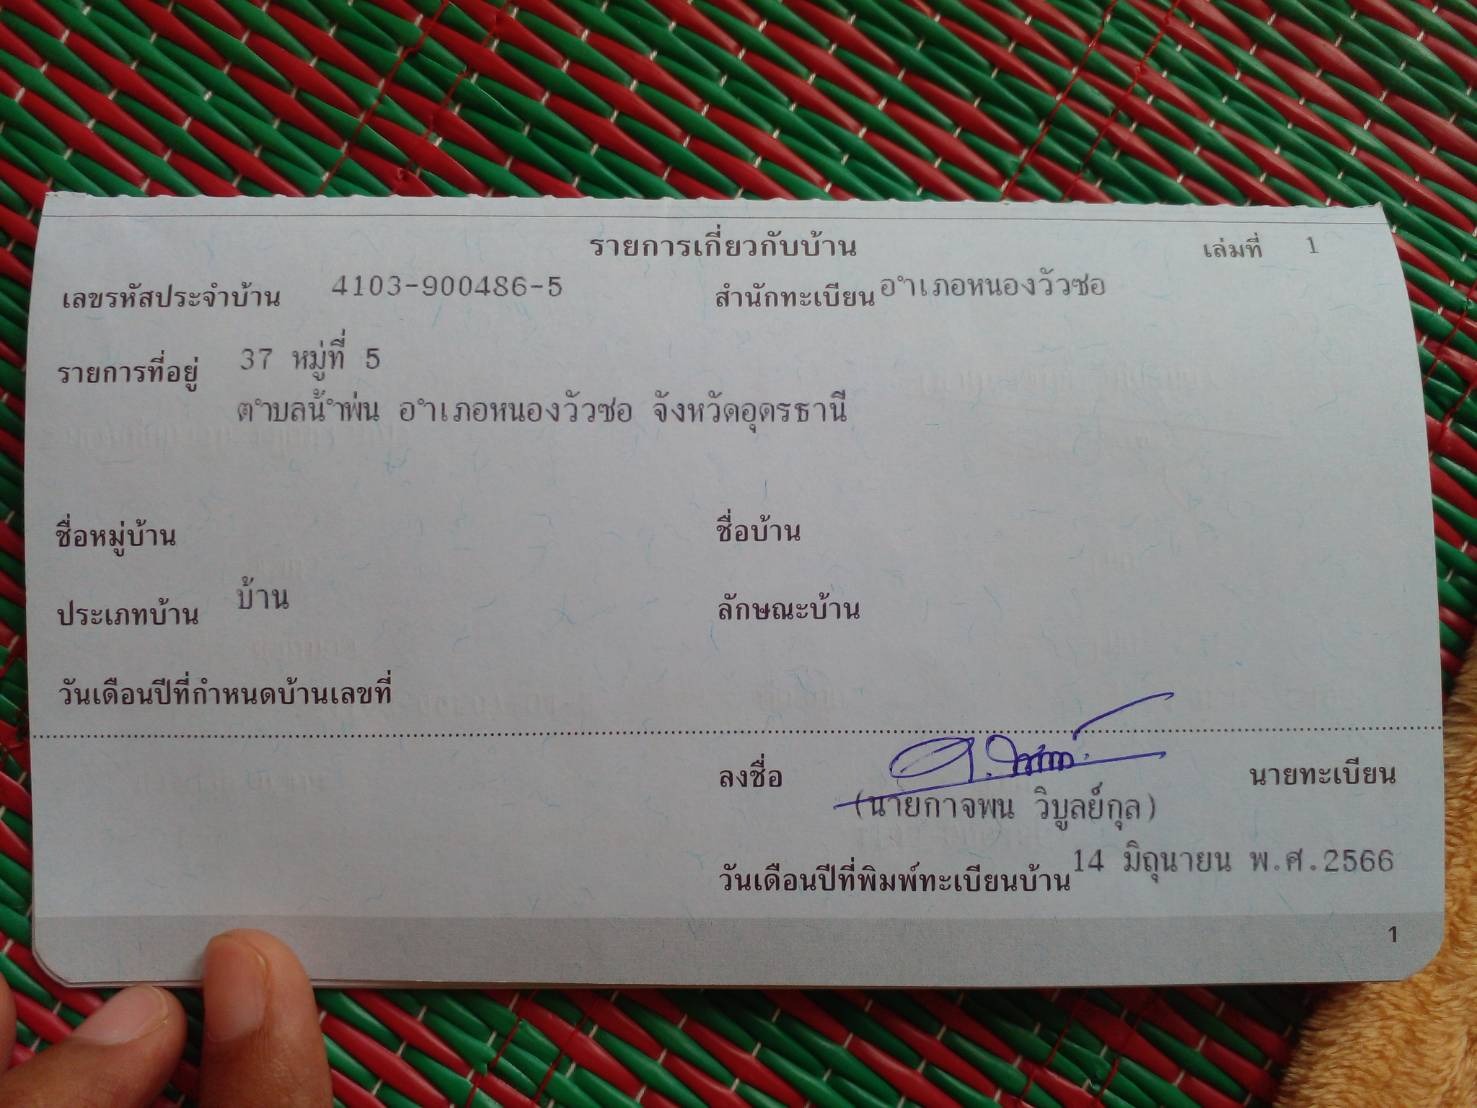 รายการเกี่ยวกับบ้าน เล่มที่ 1
เลขรหัสประจำบ้าน 4103-900486-5 สำนักทะเบียน อำเภอหนองวัวซอ
รายการที่อยู่ 37 หมู่ที่ 5
ตำบลน้ำพ่น อำเภอหนองวัวซอ จังหวัดอุดรธานี
ชื่อหมู่บ้าน ชื่อบ้าน
ประเภทบ้าน บ้าน ลักษณะบ้าน
วันเดือนปีที่กำหนดบ้านเลขที่
ลงชื่อ นายทะเบียน
(นายกาจพน วิบูลย์กุล)
วันเดือนปีที่พิมพ์ทะเบียนบ้าน 14 มิถุนายน พ.ศ.2566
1